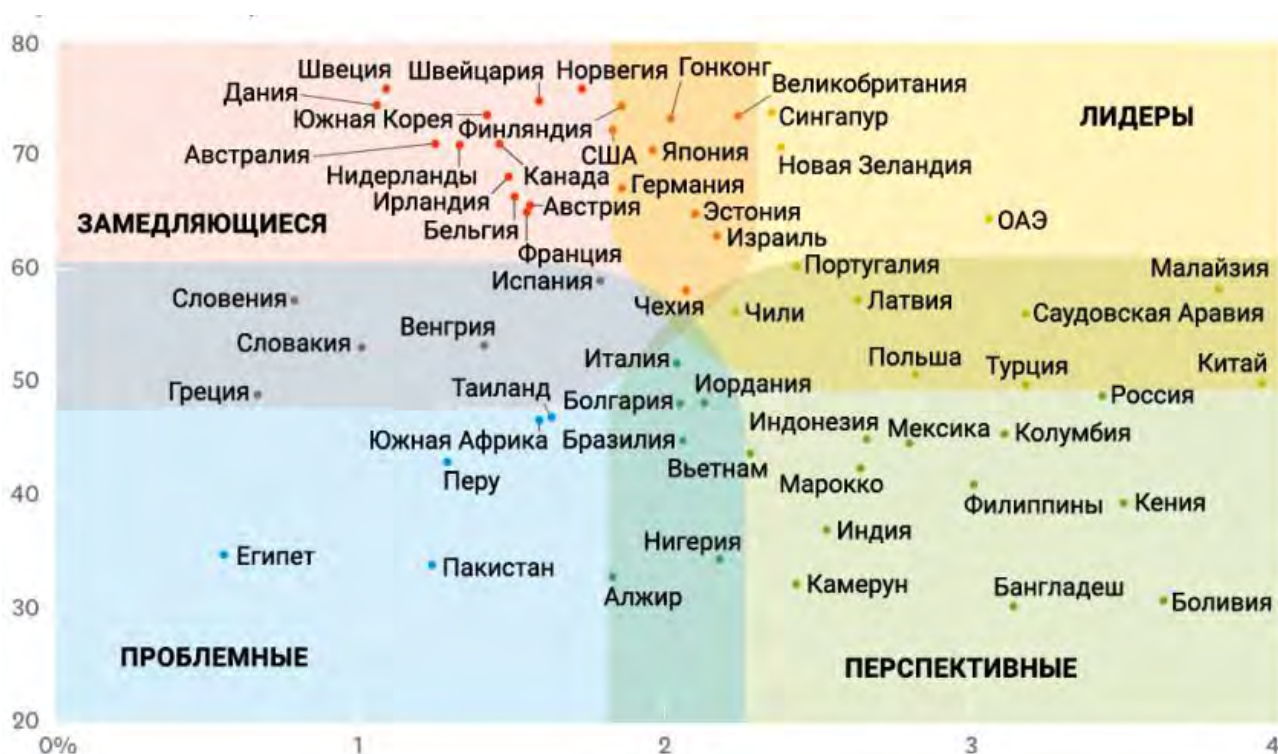 80
Швеция
Швейцария
Норвегия
Гонконг
Великобритания
Дания
Южная Корея
Финляндия
Сингапур
ЛИДЕРЫ
70
Австралия
США
Япония
Новая Зеландия
Нидерланды
Канада
Германия
Ирландия
Австрия
Эстония
ОАЭ
ЗАМЕДЛЯЮЩИЕСЯ
Бельгия
Израиль
Франция
60
Португалия
Малайзия
Испания
Словения
Чехия
Чили
Латвия
Саудовская Аравия
Венгрия
Словакия
Италия
Польша
Турция
Китай
50
Греция
Таиланд
Болгария
Иордания
Россия
Южная Африка
Бразилия
Индонезия
Мексика
Колумбия
Перу
Вьетнам
Марокко
40
Филиппины
Кения
Индия
Нигерия
Египет
Пакистан
Алжир
Камерун
Бангладеш
Боливия
30
ПРОБЛЕМНЫЕ
ПЕРСПЕКТИВНЫЕ
20
0%
1
2
3
4